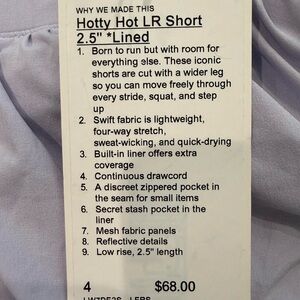 WHY WE MADE THIS
Hotty Hot LR Short
2.5" *Lined
1. Born to run but with room for
everything else. These iconic
shorts are cut with a wider leg
so you can move freely through
every stride, squat, and step
up
2. Swift fabric is lightweight,
four-way stretch,
sweat-wicking, and quick-drying
3. Built-in liner offers extra
coverage
4. Continuous drawcord
5. A discreet zippered pocket in
the seam for small items
6. Secret stash pocket in the
liner
7. Mesh fabric panels
8. Reflective details
9. Low rise, 2.5" length
4 $68.00